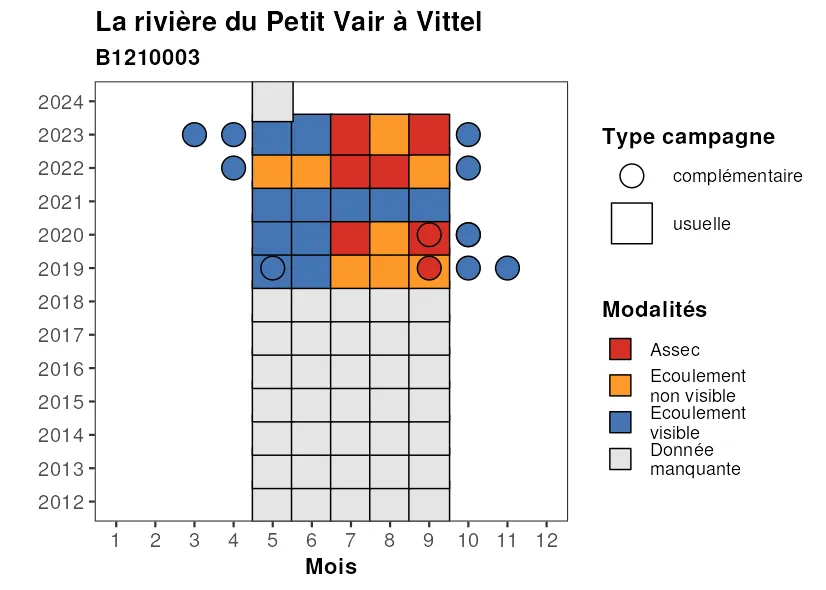 La rivière du Petit Vair à Vittel
B1210003
2024
2023
2022
2021
2020
2019
2018
2017
2016
2015
2014
2013
2012
1 2 3 4 5 6 7 8 9 10 11 12
Mois
Type campagne
complémentaire
usuelle
Modalités
Assec
Ecoulement
non visible
Ecoulement
visible
Donnée
manquante